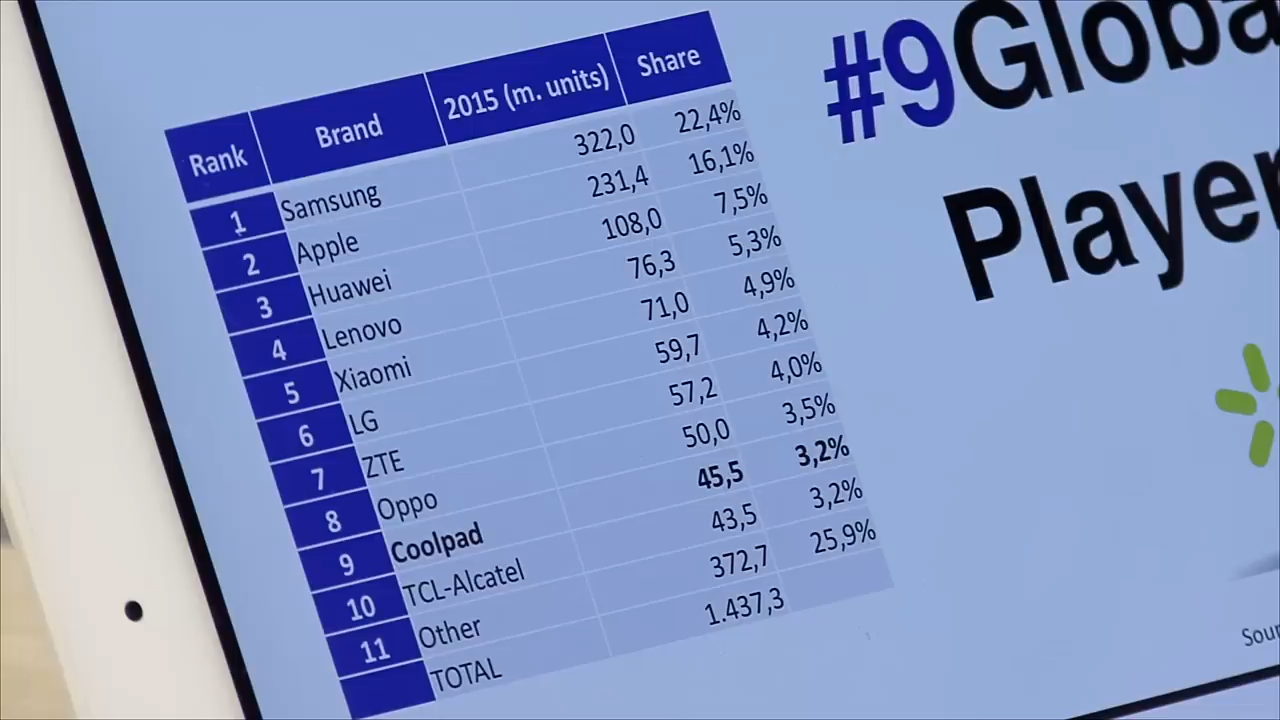 Rank Brand 2015 (m. units) Share
1 Samsung 322,0 22,4%
2 Apple 231,4 16,1%
3 Huawei 108,0 7,5%
4 Lenovo 76,3 5,3%
5 Xiaomi 71,0 4,9%
6 LG 59,7 4,2%
7 ZTE 57,2 4,0%
8 Oppo 50,0 3,5%
9 Coolpad 45,5 3,2%
10 TCL-Alcatel 43,5 3,2%
11 Other 372,7 25,9%
TOTAL 1.437,3
#9Globa
Player
Sour